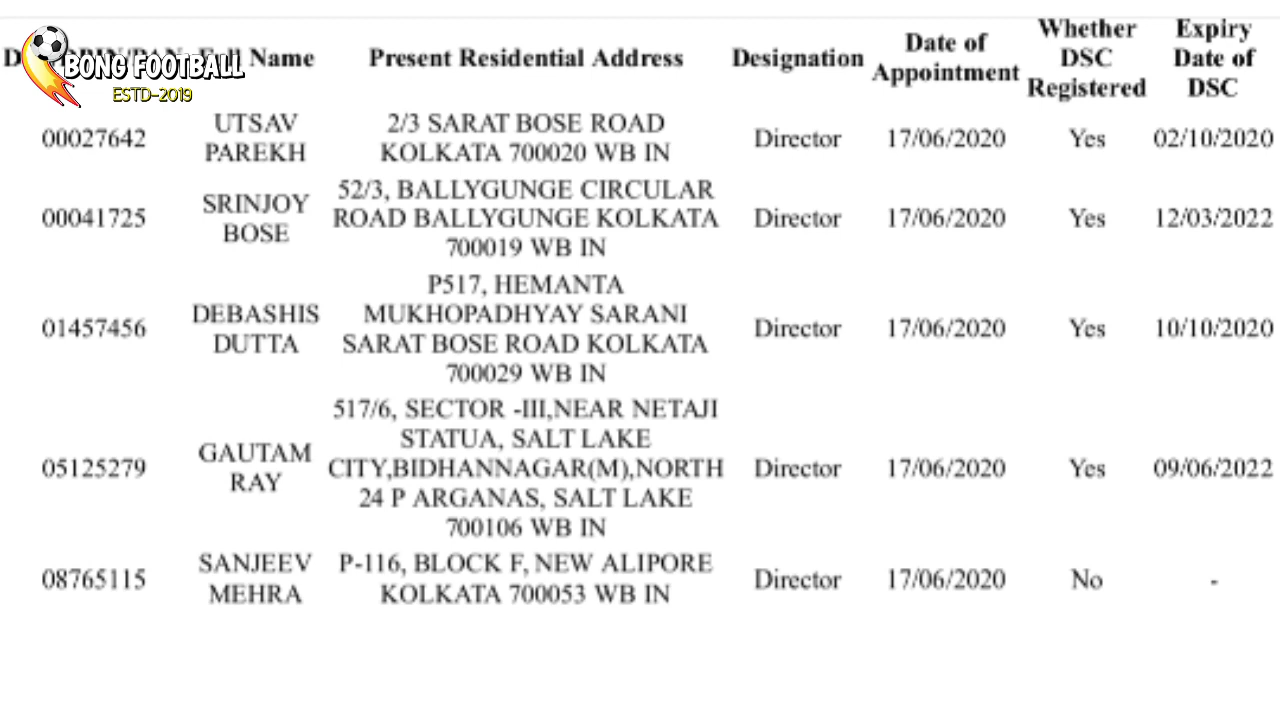 Full Name
Present Residential Address
Designation
Date of
Appointment
Whether
DSC
Registered
Expiry
Date of
DSC
BONG FOOTBALL
ESTD-2019
00027642
UTSAV
PAREKH
2/3 SARAT BOSE ROAD
KOLKATA 700020 WB IN
Director
17/06/2020
Yes
02/10/2020
00041725
SRINJOY
BOSE
52/3, BALLYGUNGE CIRCULAR
ROAD BALLYGUNGE KOLKATA
700019 WB IN
Director
17/06/2020
Yes
12/03/2022
01457456
DEBASHIS
DUTTA
P517, HEMANTA
MUKHOPADHYAY SARANI
SARAT BOSE ROAD KOLKATA
700029 WB IN
Director
17/06/2020
Yes
10/10/2020
05125279
GAUTAM
RAY
517/6, SECTOR -III,NEAR NETAJI
STATUA, SALT LAKE
CITY,BIDHANNAGAR(M),NORTH
24 P ARGANAS, SALT LAKE
700106 WB IN
Director
17/06/2020
Yes
09/06/2022
08765115
SANJEEV
MEHRA
P-116, BLOCK F, NEW ALIPORE
KOLKATA 700053 WB IN
Director
17/06/2020
No
-